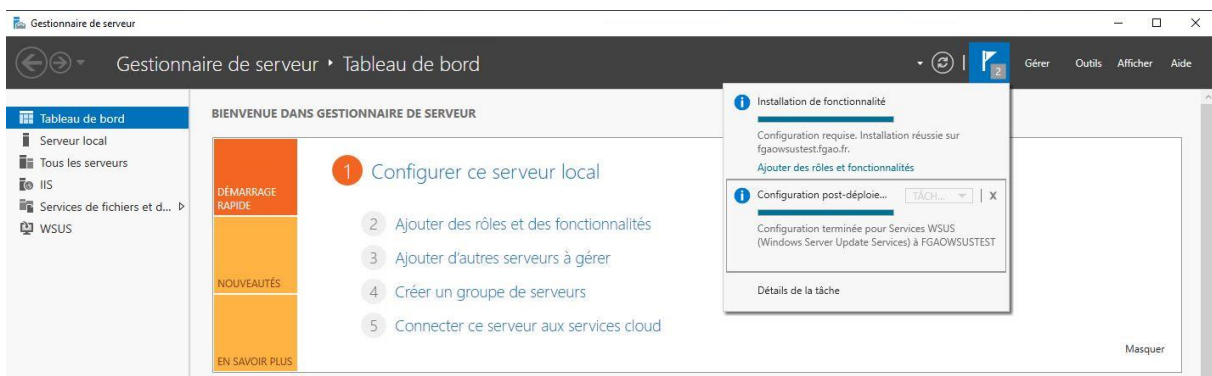 Gestionnaire de serveur
Gestionnaire de serveur • Tableau de bord
2
Gérer
Outils
Afficher
Aide
Tableau de bord
Serveur local
Tous les serveurs
IIS
Services de fichiers et d...
WSUS
BIENVENUE DANS GESTIONNAIRE DE SERVEUR
DÉMARRAGE
RAPIDE
NOUVEAUTÉS
EN SAVOIR PLUS
1 Configurer ce serveur local
2 Ajouter des rôles et des fonctionnalités
3 Ajouter d'autres serveurs à gérer
4 Créer un groupe de serveurs
5 Connecter ce serveur aux services cloud
Installation de fonctionnalité
Configuration requise. Installation réussie sur
fgaowsustest.fgao.fr.
Ajouter des rôles et fonctionnalités
Configuration post-déploie... TÂCH... X
Configuration terminée pour Services WSUS
(Windows Server Update Services) à FGAOWSUSTEST
Détails de la tâche
Masquer